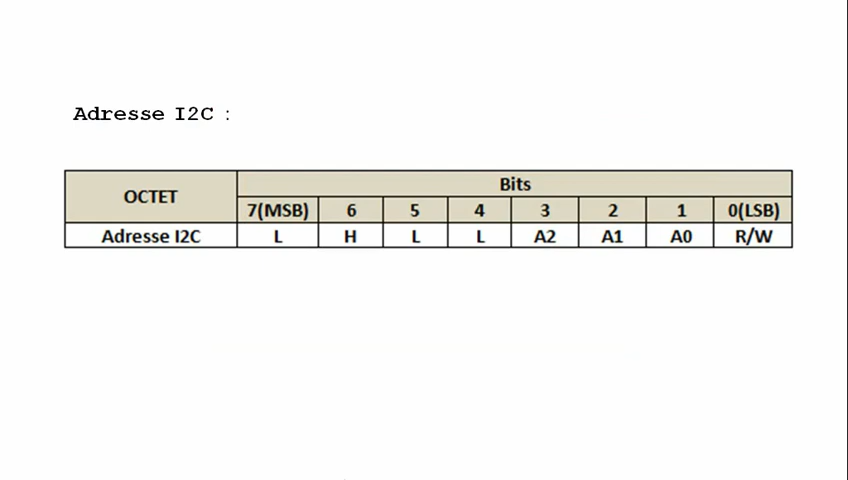 Adresse I2C :
OCTET Bits
7(MSB) 6 5 4 3 2 1 0(LSB)
Adresse I2C L H L L A2 A1 A0 R/W